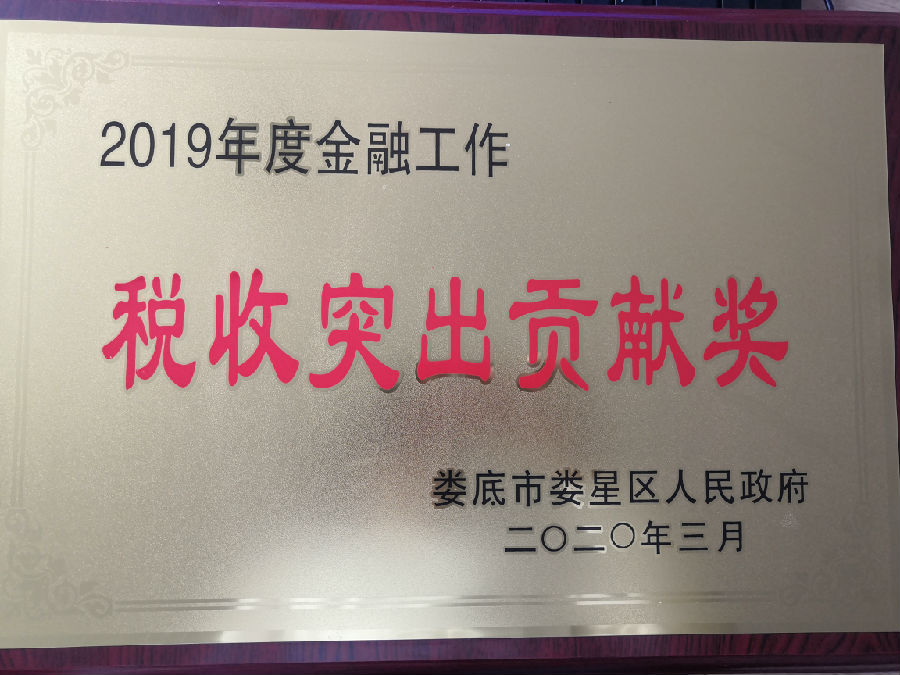 2019年度金融工作
税收突出贡献奖
娄底市娄星区人民政府
二〇二〇年三月